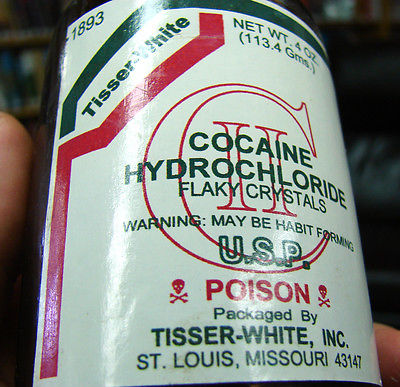 1893
Tisser-White
NET WT. 4 OZ.
(113.4 Gms.)
C II
COCAINE
HYDROCHLORIDE
FLAKY CRYSTALS
WARNING: MAY BE HABIT FORMING
U.S.P.
POISON
Packaged By
TISSER-WHITE, INC.
ST. LOUIS, MISSOURI 43147